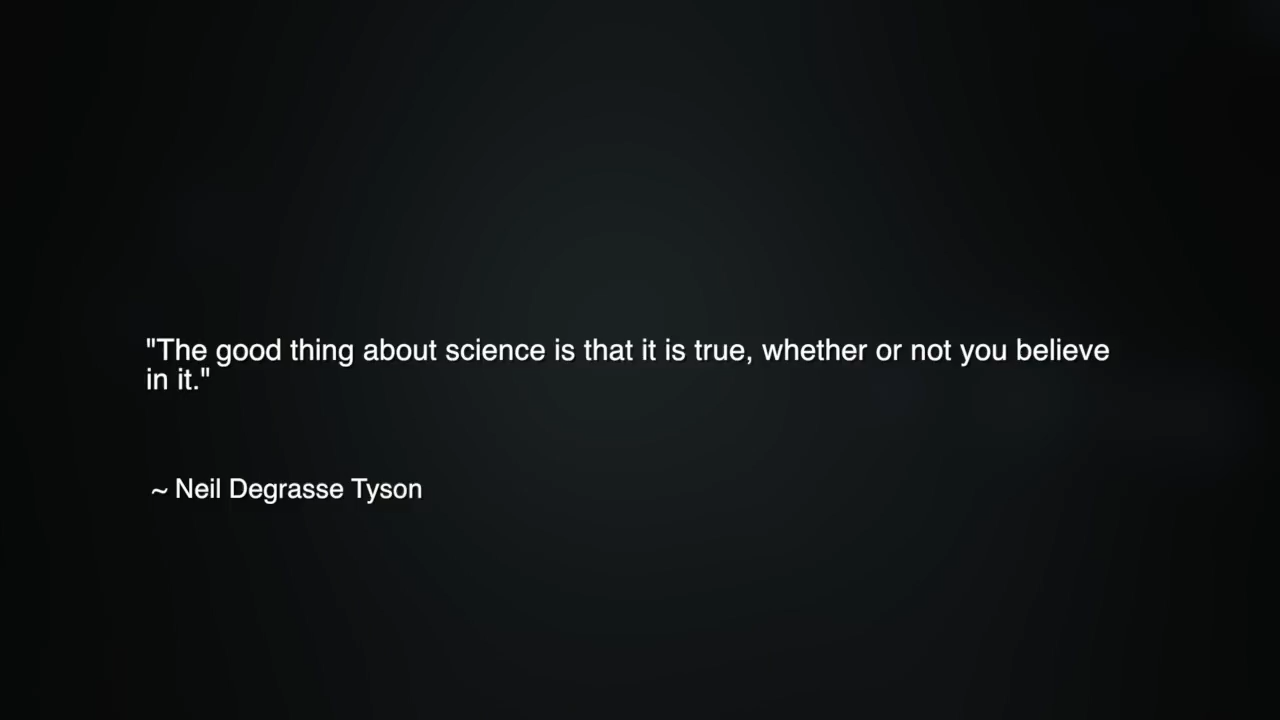 "The good thing about science is that it is true, whether or not you believe
in it."
~ Neil Degrasse Tyson